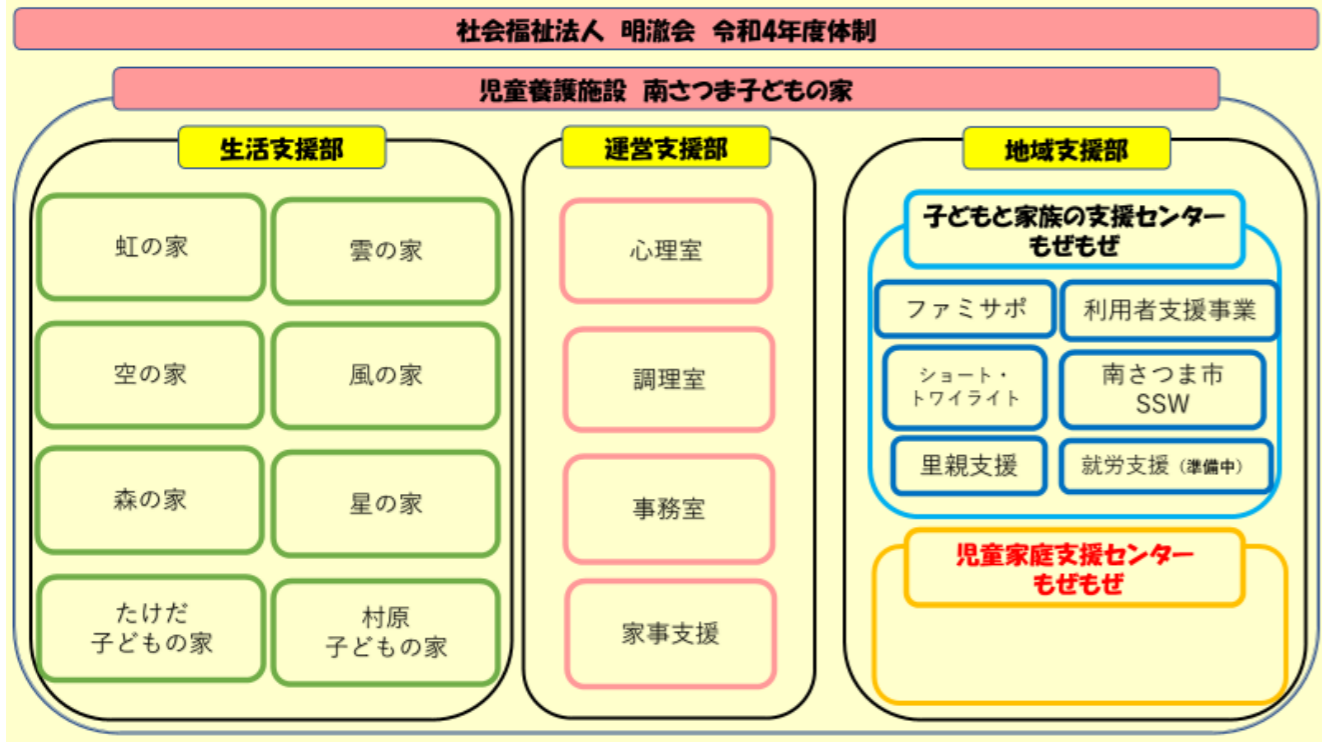 社会福祉法人 明澈会 令和4年度体制
児童養護施設 南さつま子どもの家
生活支援部
虹の家
雲の家
空の家
風の家
森の家
星の家
たけだ
子どもの家
村原
子どもの家
運営支援部
心理室
調理室
事務室
家事支援
地域支援部
子どもと家族の支援センター
もぜもぜ
ファミサポ
利用者支援事業
ショート・
トワイライト
南さつま市
SSW
里親支援
就労支援（準備中）
児童家庭支援センター
もぜもぜ